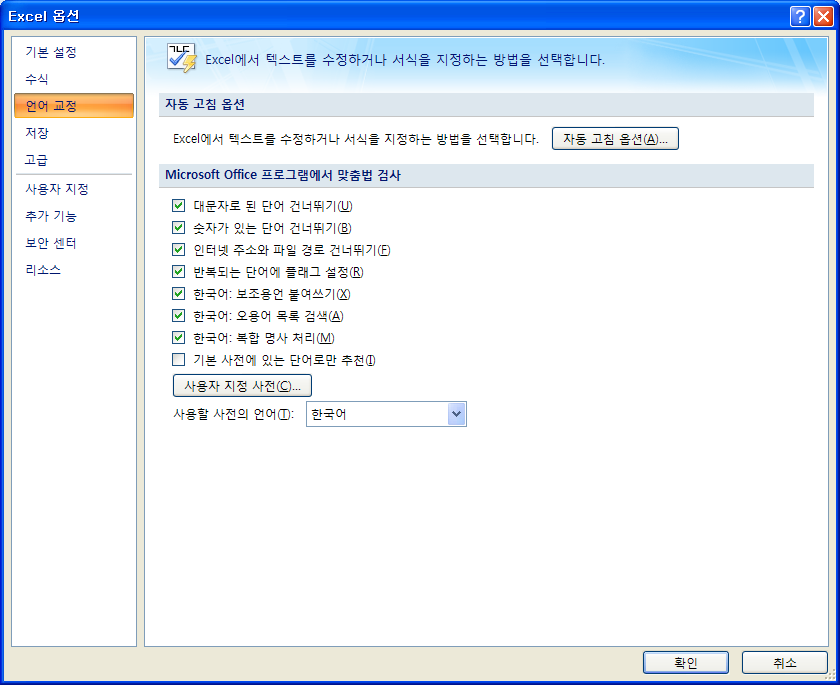 Excel 옵션
기본 설정
수식
언어 교정
저장
고급
사용자 지정
추가 기능
보안 센터
리소스
가나다
Excel에서 텍스트를 수정하거나 서식을 지정하는 방법을 선택합니다.
자동 고침 옵션
Excel에서 텍스트를 수정하거나 서식을 지정하는 방법을 선택합니다. 자동 고침 옵션(A)...
Microsoft Office 프로그램에서 맞춤법 검사
대문자로 된 단어 건너뛰기(U)
숫자가 있는 단어 건너뛰기(B)
인터넷 주소와 파일 경로 건너뛰기(F)
반복되는 단어에 플래그 설정(R)
한국어: 보조용언 붙여쓰기(X)
한국어: 오용어 목록 검색(A)
한국어: 복합 명사 처리(M)
기본 사전에 있는 단어로만 추천(I)
사용자 지정 사전(C)...
사용할 사전의 언어(T): 한국어
확인 취소